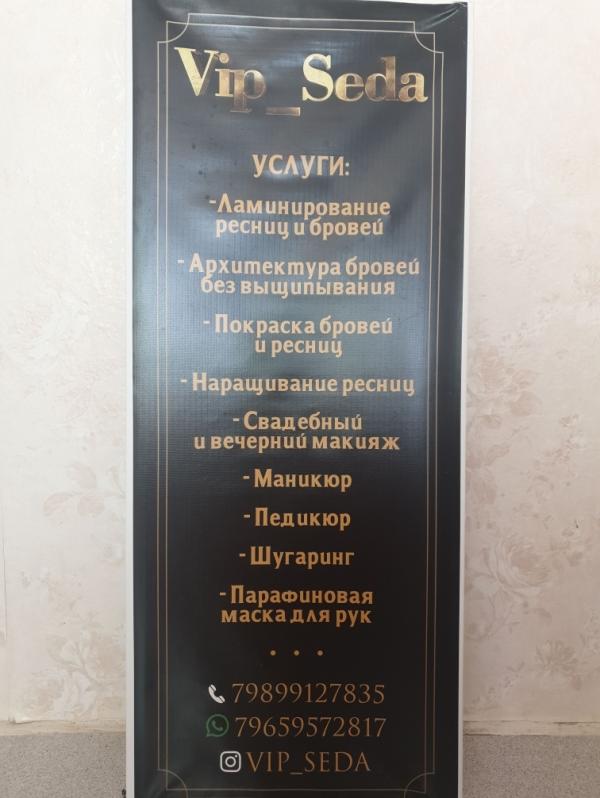 Vip_Seda
УСЛУГИ:
-Ламинирование
ресниц и бровей
- Архитектура бровей
без выщипывания
- Покраска бровей
и ресниц
- Наращивание ресниц
- Свадебный
и вечерний макияж
- Маникюр
- Педикюр
- Шугаринг
- Парафиновая
маска для рук
• • •
79899127835
79659572817
VIP_SEDA